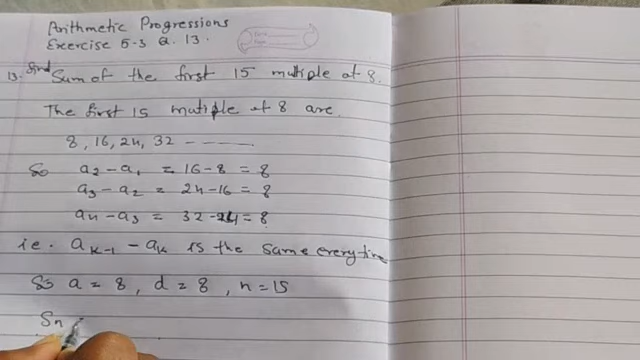 Arithmetic Progressions
Exercise 5.3 Q. 13.
13. Find Sum of the first 15 multiple of 8.
The first 15 multiple of 8 are.
8, 16, 24, 32 -------.
So a₂ - a₁ = 16 - 8 = 8
a₃ - a₂ = 24 - 16 = 8
a₄ - a₃ = 32 - 24 = 8
i.e. a k-1 - a k is the same everytime
So a = 8, d = 8, n = 15
Sn